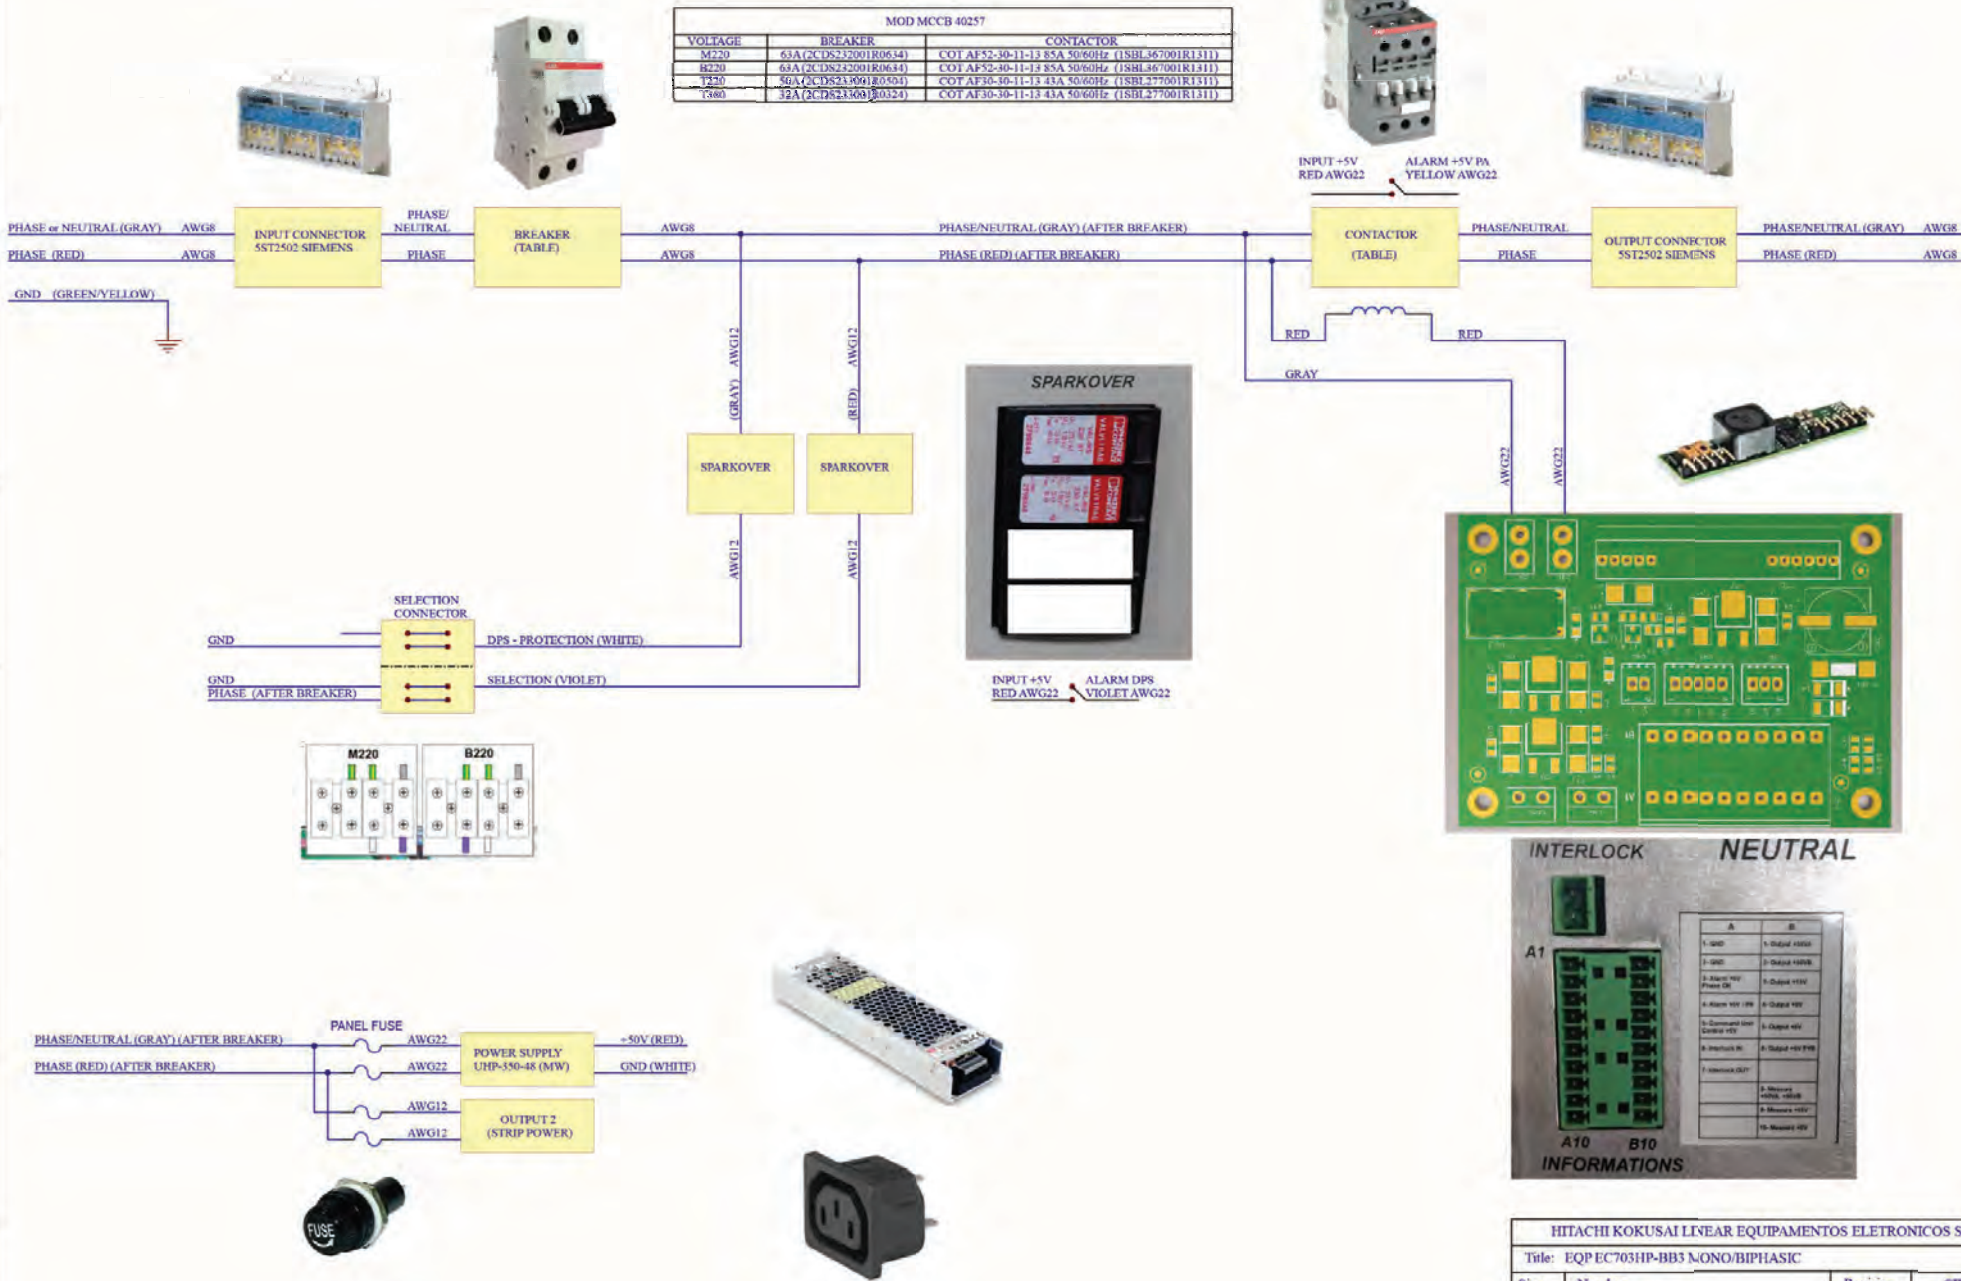 MOD MCCB 40257
VOLTAGE BREAKER CONTACTOR
M220 63A (2CDS232001R0634) COT AF52-30-11-13 85A 50/60Hz (1SBL367001R1311)
B220 63A (2CDS232001R0634) COT AF52-30-11-13 85A 50/60Hz (1SBL367001R1311)
T220 50A (2CDS233001R0504) COT AF30-30-11-13 43A 50/60Hz (1SBL277001R1311)
T380 32A (2CDS233001R0324) COT AF30-30-11-13 43A 50/60Hz (1SBL277001R1311)
INPUT +5V
RED AWG22
ALARM +5V PA
YELLOW AWG22
PHASE or NEUTRAL (GRAY) AWG8
PHASE (RED) AWG8
GND (GREEN/YELLOW)
INPUT CONNECTOR
5ST2502 SIEMENS
PHASE/
NEUTRAL
PHASE
BREAKER
(TABLE)
AWG8
AWG8
PHASE/NEUTRAL (GRAY) (AFTER BREAKER)
PHASE (RED) (AFTER BREAKER)
CONTACTOR
(TABLE)
PHASE/NEUTRAL
PHASE
OUTPUT CONNECTOR
5ST2502 SIEMENS
PHASE/NEUTRAL (GRAY) AWG8
PHASE (RED) AWG8
RED
RED
GRAY
(GRAY) AWG12
(RED) AWG12
SPARKOVER
SPARKOVER
AWG12
AWG12
SPARKOVER
AWG22
AWG22
SELECTION
CONNECTOR
GND
DPS - PROTECTION (WHITE)
GND
PHASE (AFTER BREAKER)
SELECTION (VIOLET)
INPUT +5V
RED AWG22
ALARM DPS
VIOLET AWG22
M220
B220
INTERLOCK
NEUTRAL
A1
A B
1- GND
2- GND
A10 B10
INFORMATIONS
PANEL FUSE
PHASE/NEUTRAL (GRAY) (AFTER BREAKER)
AWG22
PHASE (RED) (AFTER BREAKER)
AWG22
POWER SUPPLY
UHP-350-48 (MW)
+50V (RED)
GND (WHITE)
AWG12
AWG12
OUTPUT 2
(STRIP POWER)
FUSE
HITACHI KOKUSAI LINEAR EQUIPAMENTOS ELETRONICOS S
Title: EQP EC703HP-BB3 MONO/BIPHASIC